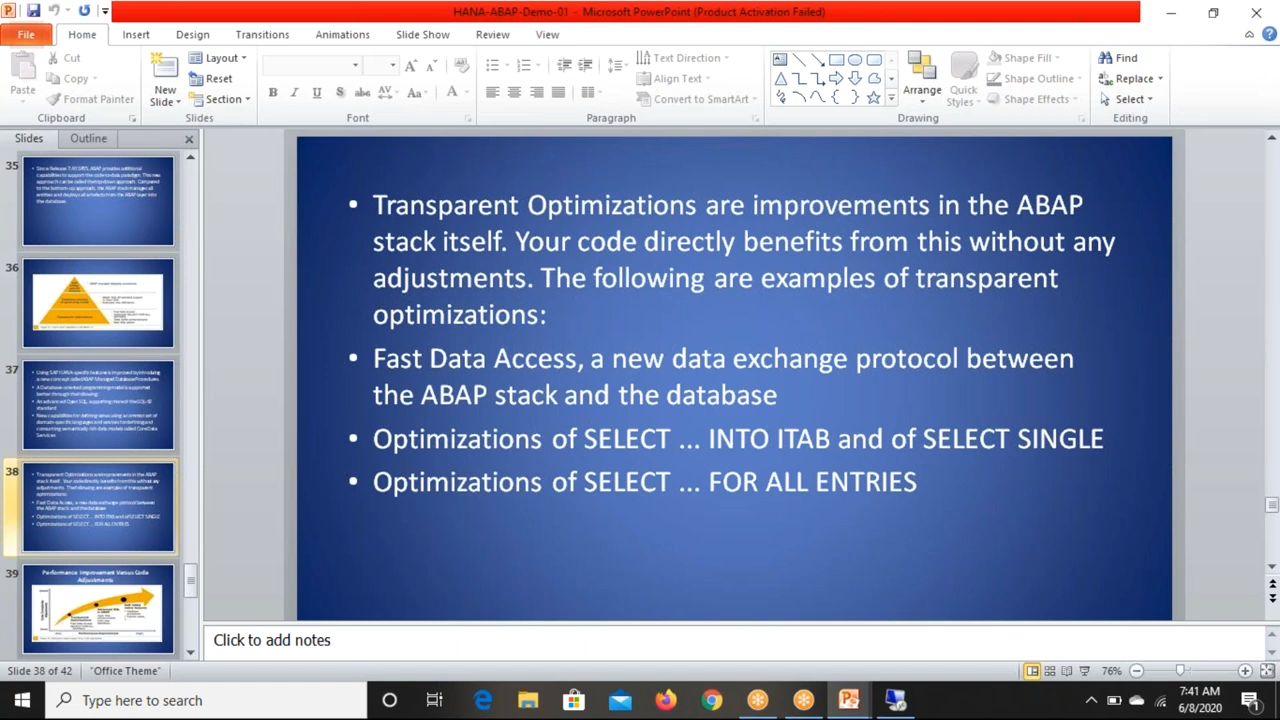 HANA-ABAP-Demo-01 - Microsoft PowerPoint (Product Activation Failed)
File Home Insert Design Transitions Animations Slide Show Review View
Cut
Copy
Format Painter
Paste
Clipboard
New
Slide
Layout
Reset
Section
Slides
Font
Text Direction
Align Text
Convert to SmartArt
Paragraph
Arrange
Quick
Styles
Shape Fill
Shape Outline
Shape Effects
Drawing
Find
Replace
Select
Editing
Slides Outline
35
36
37
38
39
Performance Improvement Versus Code
Adjustments
• Transparent Optimizations are improvements in the ABAP
stack itself. Your code directly benefits from this without any
adjustments. The following are examples of transparent
optimizations:
• Fast Data Access, a new data exchange protocol between
the ABAP stack and the database
• Optimizations of SELECT ... INTO ITAB and of SELECT SINGLE
• Optimizations of SELECT ... FOR ALL ENTRIES
Click to add notes
Slide 38 of 42 "Office Theme" 76%
Type here to search
7:41 AM
6/8/2020